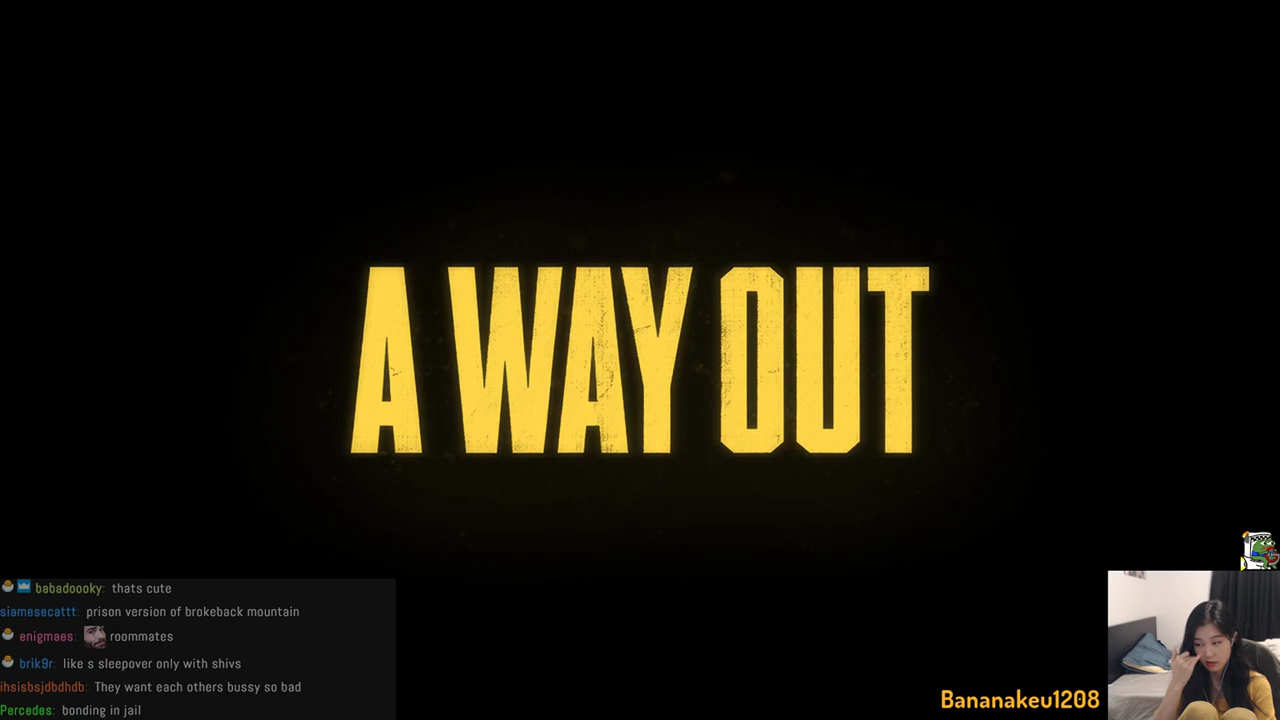 A WAY OUT
babadoooky: thats cute
siamesecattt: prison version of brokeback mountain
enigmaes: roommates
brik9r: like s sleepover only with shivs
ihsisbsjdbdhdb: They want each others bussy so bad
Percedes: bonding in jail
Bananakeu1208